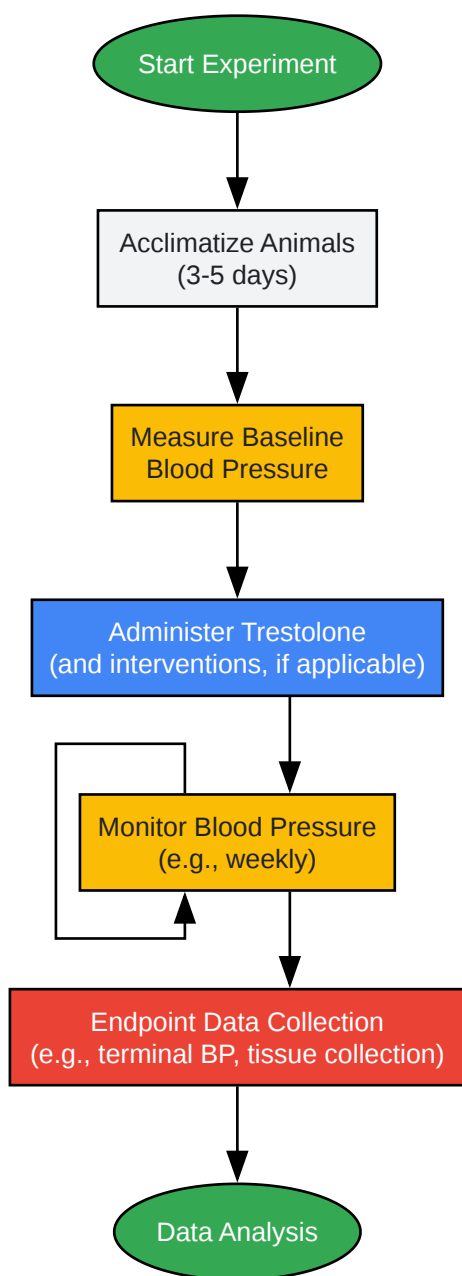 Start Experiment
Acclimatize Animals
(3-5 days)
Measure Baseline
Blood Pressure
Administer Trestolone
(and interventions, if applicable)
Monitor Blood Pressure
(e.g., weekly)
Endpoint Data Collection
(e.g., terminal BP, tissue collection)
Data Analysis